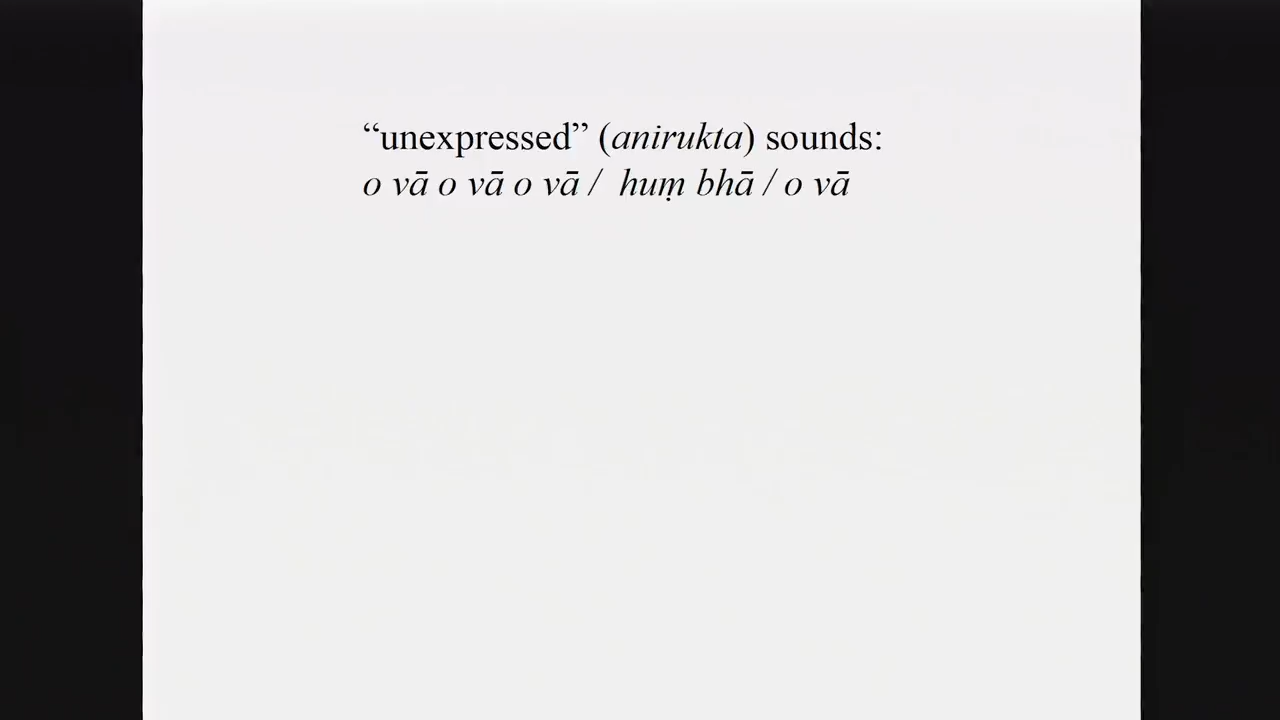 “unexpressed” (anirukta) sounds:
o vā o vā o vā / huṃ bhā / o vā